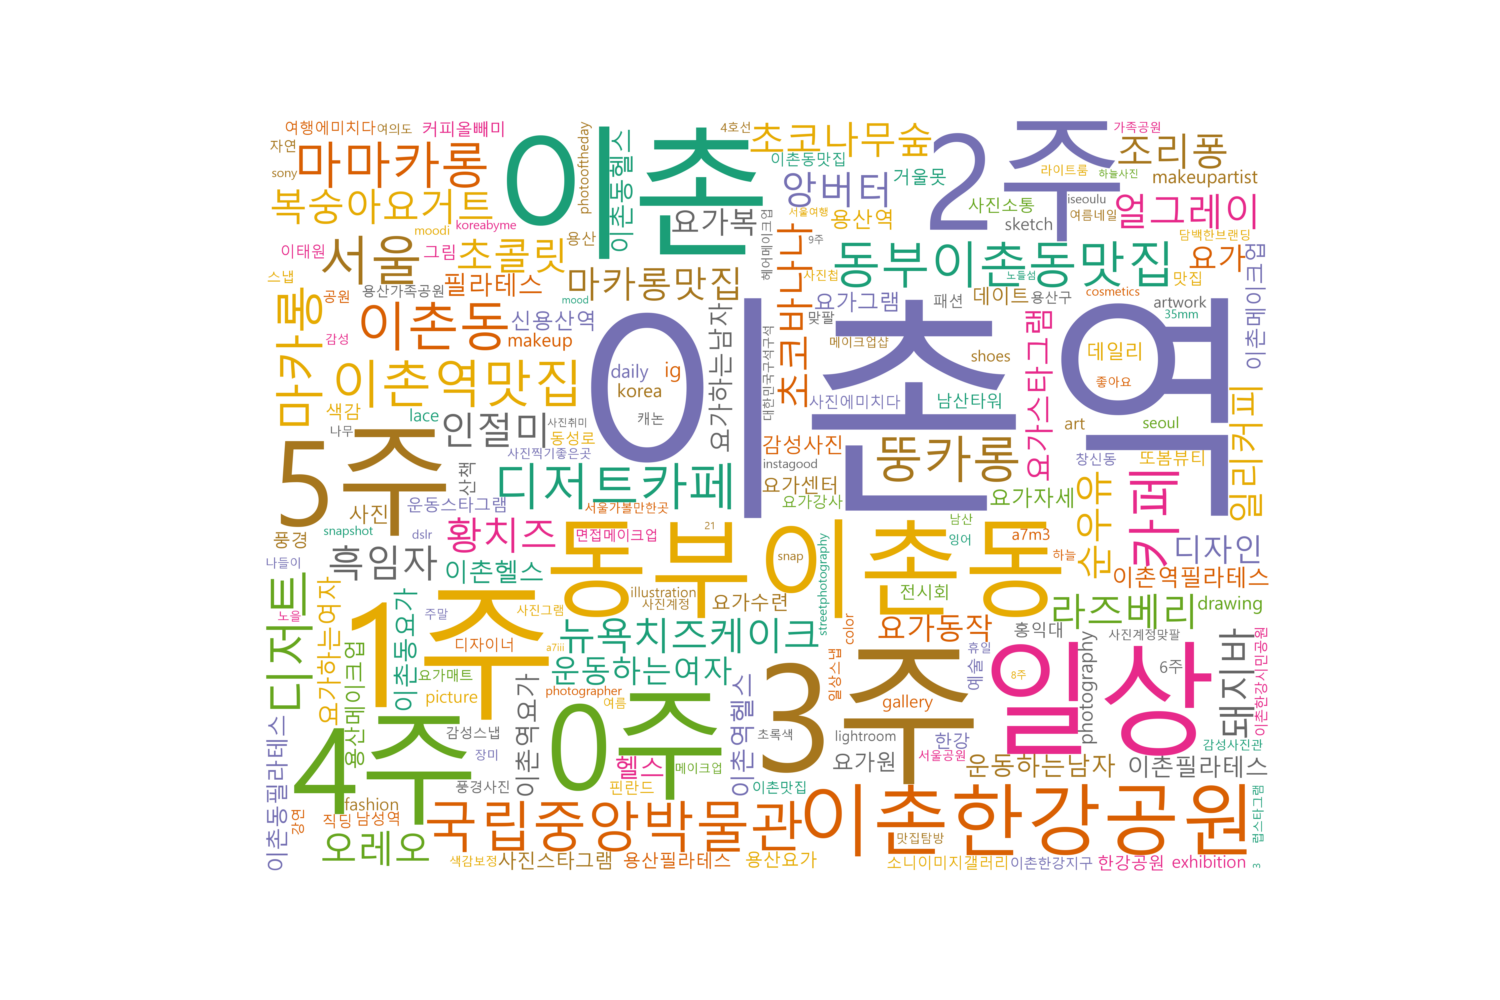 여행에미치다
여의도
커피올빼미
이촌
photooftheday
이촌동헬스
4호선
초코나무숲
2주
가족공원
자연
마마카롱
이촌동맛집
조리퐁
sony
앙버터
거울못
라이트룸
하늘사진
makeupartist
복숭아요거트
koreabyme
moodi
요가복
헤어메이크업
서울여행
용산역
사진소통
sketch
iseoulu
여름네일
얼그레이
담백한브랜딩
이태원
서울
그림
초콜릿
용산
초코바나나
9주
동부이촌동맛집
요가
이촌메이크업
스냅
공원
용산가족공원
필라테스
마카롱맛집
mood
사진첩
노들섬
맛집
마카롱
감성
이촌동
신용산역
makeup
요가하는남자
대한민국구석구석
요가그램
맞팔
패션
데이트
용산구
cosmetics
artwork
35mm
이촌역
메이크업샵
shoes
요가스타그램
데일리
좋아요
이촌역맛집
daily
ig
korea
캐논
사진에미치다
남산타워
색감
lace
나무
인절미
사진취미
동성로
사진찍기좋은곳
감성사진
art
seoul
일리커피
5주
산책
디저트카페
instagood
뚱카롱
창신동
또봄뷰티
사진
운동스타그램
서울가볼만한곳
요가센터
요가강사
요가자세
순우유
카페
풍경
snapshot
dslr
황치즈
면접메이크업
21
동부이촌동
snap
streetphotography
남산
잉어
a7m3
하늘
디자인
나들이
흑임자
이촌헬스
이촌역필라테스
디저트
노을
요가하는여자
1주
주말
이촌동요가
사진그램
illustration
사진계정
요가수련
전시회
라즈베리
drawing
디자이너
a7iii
뉴욕치즈케이크
color
요가동작
홍익대
사진계정맞팔
요가매트
운동하는여자
일상스냅
3주
휴일
예술
8주
일상
photography
6주
돼지바
이촌한강시민공원
용산메이크업
picture
이촌역요가
photographer
여름
0주
이촌역헬스
gallery
이촌동필라테스
4주
감성스냅
장미
초록색
lightroom
한강
서울공원
감성사진관
풍경사진
헬스
메이크업
핀란드
이촌맛집
요가원
운동하는남자
이촌필라테스
강연
fashion
직딩
남성역
국립중앙박물관
이촌한강공원
럽스타그램
맛집탐방
오레오
색감보정
사진스타그램
용산필라테스
용산요가
소니이미지갤러리
이촌한강지구
한강공원
exhibition
3